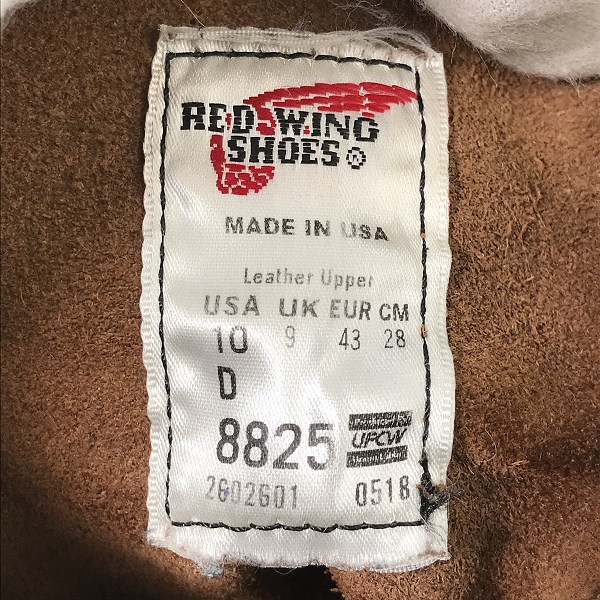 RED WING
SHOES ®
MADE IN USA
Leather Upper
USA UK EUR CM
10 9 43 28
D
8825
UFCW
2602601 0518